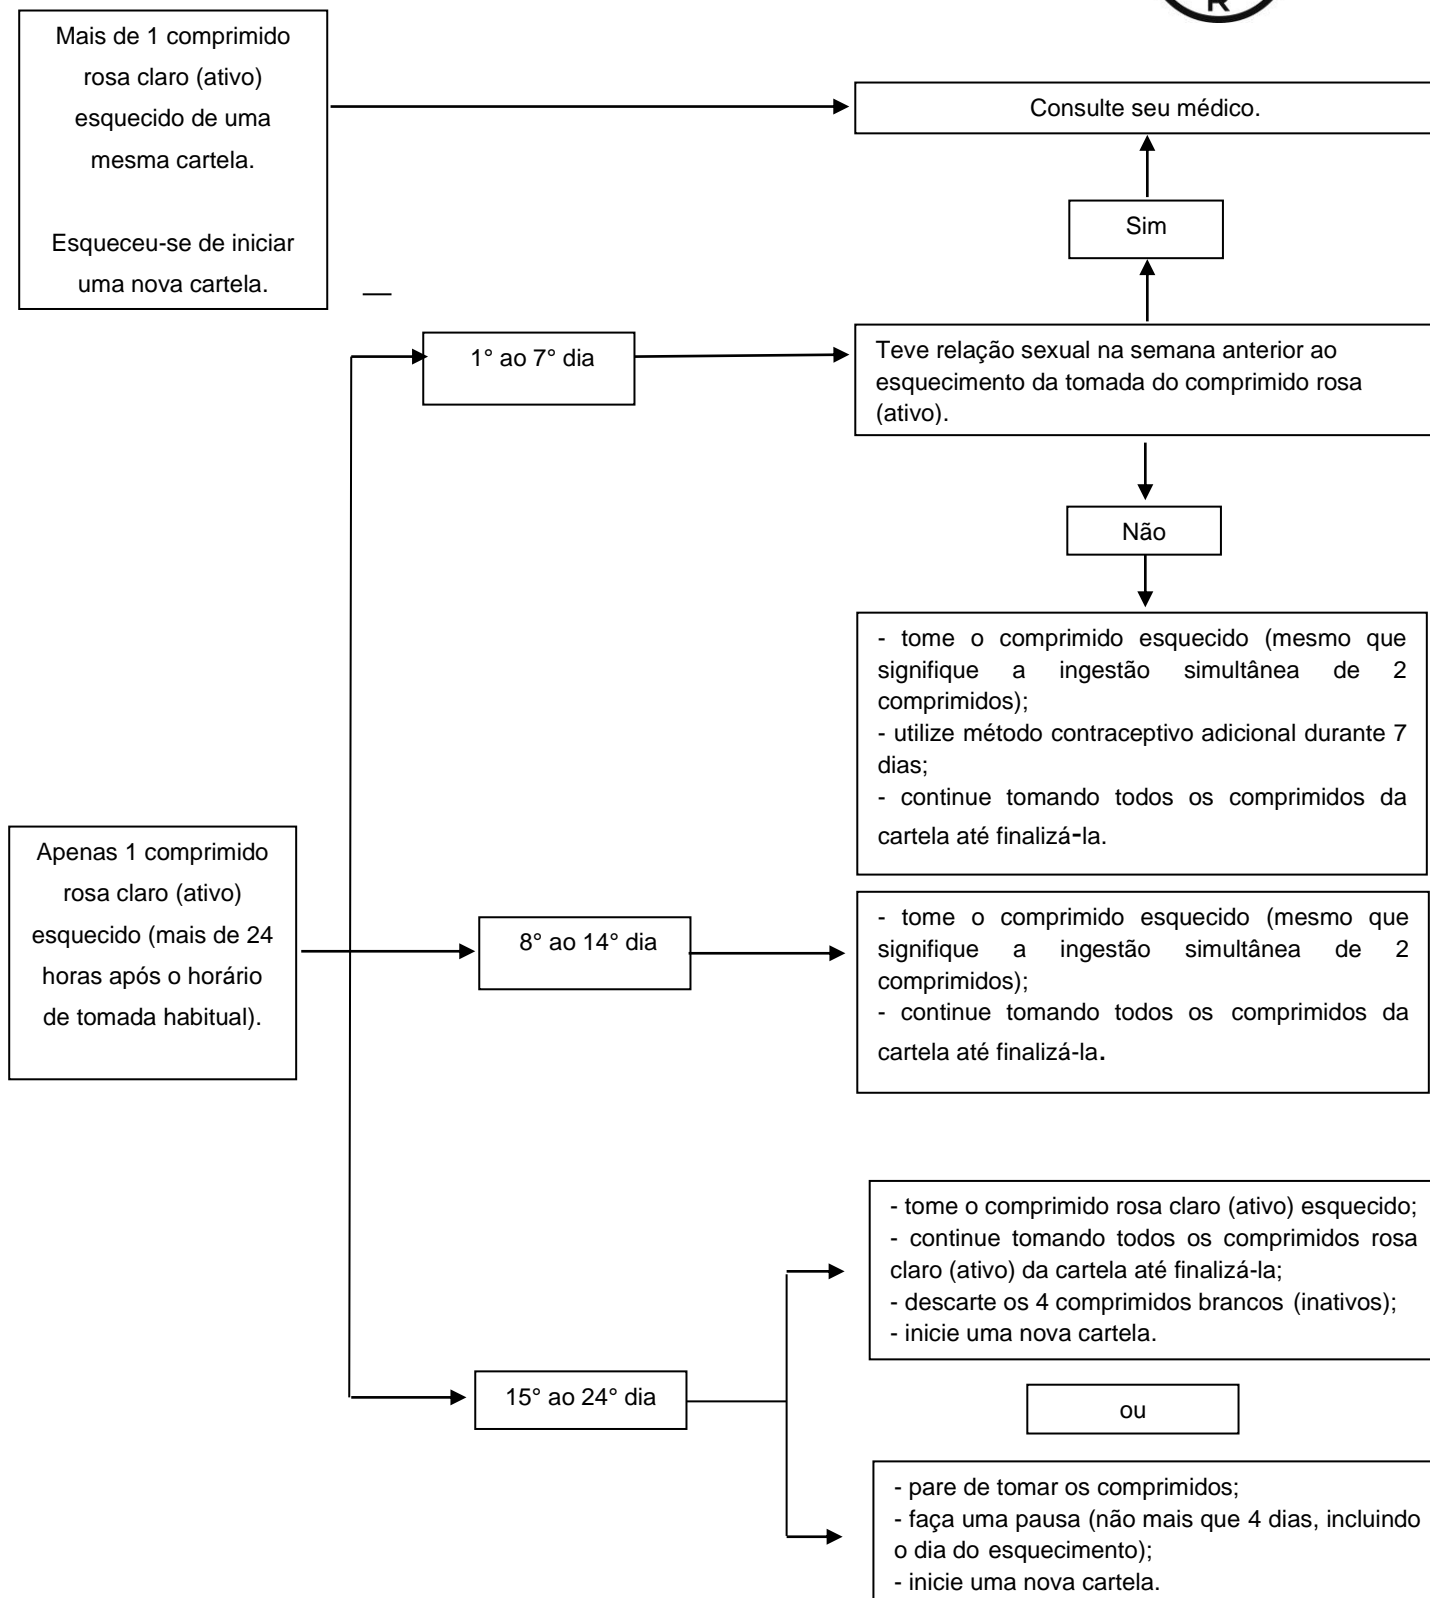 R
Mais de 1 comprimido
rosa claro (ativo)
esquecido de uma
mesma cartela.
Esqueceu-se de iniciar
uma nova cartela.
Consulte seu médico.
Sim
1° ao 7° dia
Teve relação sexual na semana anterior ao
esquecimento da tomada do comprimido rosa
(ativo).
Não
- tome o comprimido esquecido (mesmo que
signifique a ingestão simultânea de 2
comprimidos);
- utilize método contraceptivo adicional durante 7
dias;
- continue tomando todos os comprimidos da
cartela até finalizá-la.
Apenas 1 comprimido
rosa claro (ativo)
esquecido (mais de 24
horas após o horário
de tomada habitual).
8° ao 14° dia
- tome o comprimido esquecido (mesmo que
signifique a ingestão simultânea de 2
comprimidos);
- continue tomando todos os comprimidos da
cartela até finalizá-la.
15° ao 24° dia
- tome o comprimido rosa claro (ativo) esquecido;
- continue tomando todos os comprimidos rosa
claro (ativo) da cartela até finalizá-la;
- descarte os 4 comprimidos brancos (inativos);
- inicie uma nova cartela.
ou
- pare de tomar os comprimidos;
- faça uma pausa (não mais que 4 dias, incluindo
o dia do esquecimento);
- inicie uma nova cartela.